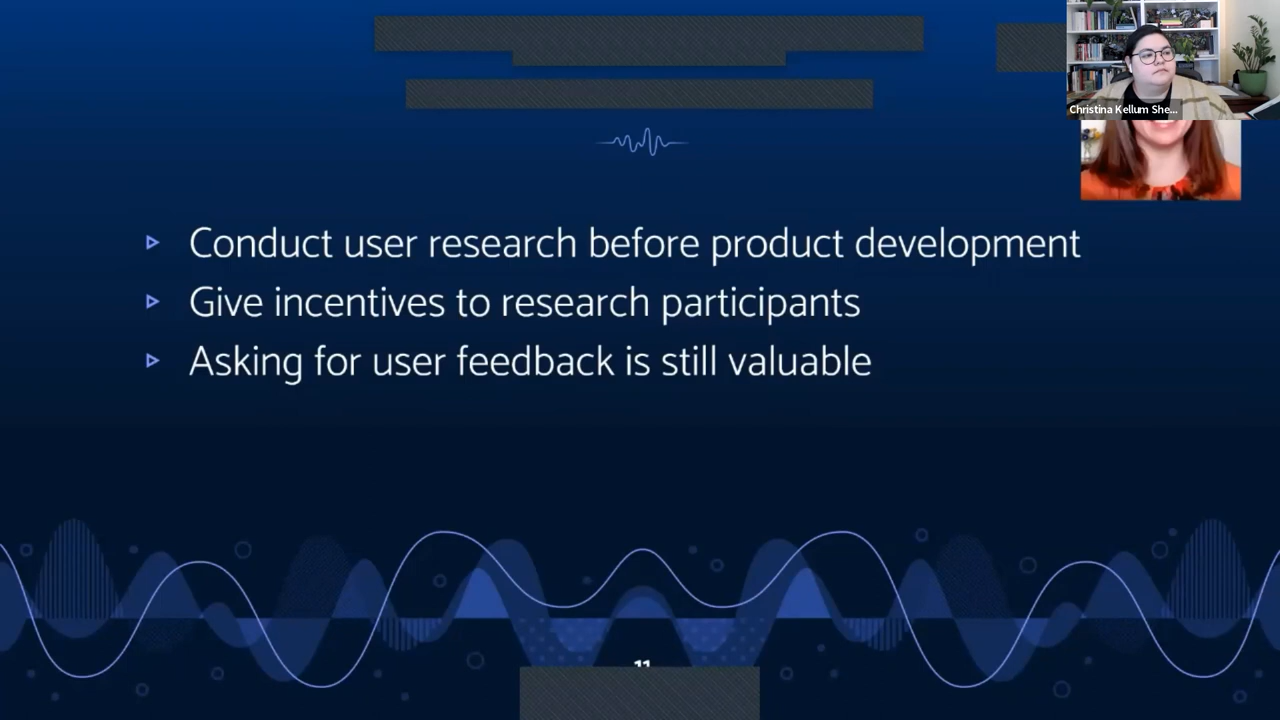 Christina Kellum She...
Conduct user research before product development
Give incentives to research participants
Asking for user feedback is still valuable
11